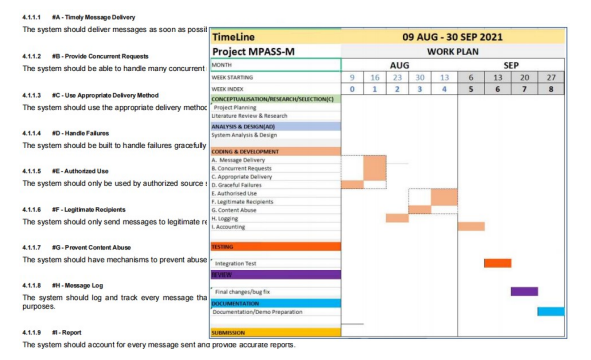 4.1.1.1 #A - Timely Message Delivery
The system should deliver messages as soon as
4.1.1.2 #B - Provide Concurrent Requests
The system should be able to handle many concurrent
4.1.1.3 #C - Use Appropriate Delivery Method
The system should use the appropriate delivery
4.1.1.4 #D - Handle Failures
The system should be built to handle failures gracefully
4.1.1.5 #E - Authorized Use
The system should only be used by authorized source
4.1.1.6 #F - Legitimate Recipients
The system should only send messages to legitimate
4.1.1.7 #G - Prevent Content Abuse
The system should have mechanisms to prevent abuse
4.1.1.8 #H - Message Log
The system should log and track every message
purposes.
4.1.1.9 #I - Report
The system should account for every message sent and provide accurate reports.
TimeLine 09 AUG - 30 SEP 2021
Project MPASS-M WORK PLAN
MONTH AUG SEP
WEEK STARTING 9 16 23 30 13 6 13 20 27
WEEK INDEX 0 1 2 3 4 5 6 7 8
CONCEPTUALISATION/RESEARCH/SELECTION(C)
Project Planning
Literature Review & Research
ANALYSIS & DESIGN(AD)
System Analysis & Design
CODING & DEVELOPMENT
A. Message Delivery
B. Concurrent Requests
C. Appropriate Delivery
D. Graceful Failures
E. Authorised Use
F. Legitimate Recipients
G. Content Abuse
H. Logging
I. Accounting
TESTING
Integration Test
REVIEW
Final changes/bug fix
DOCUMENTATION
Documentation/Demo Preparation
SUBMISSION